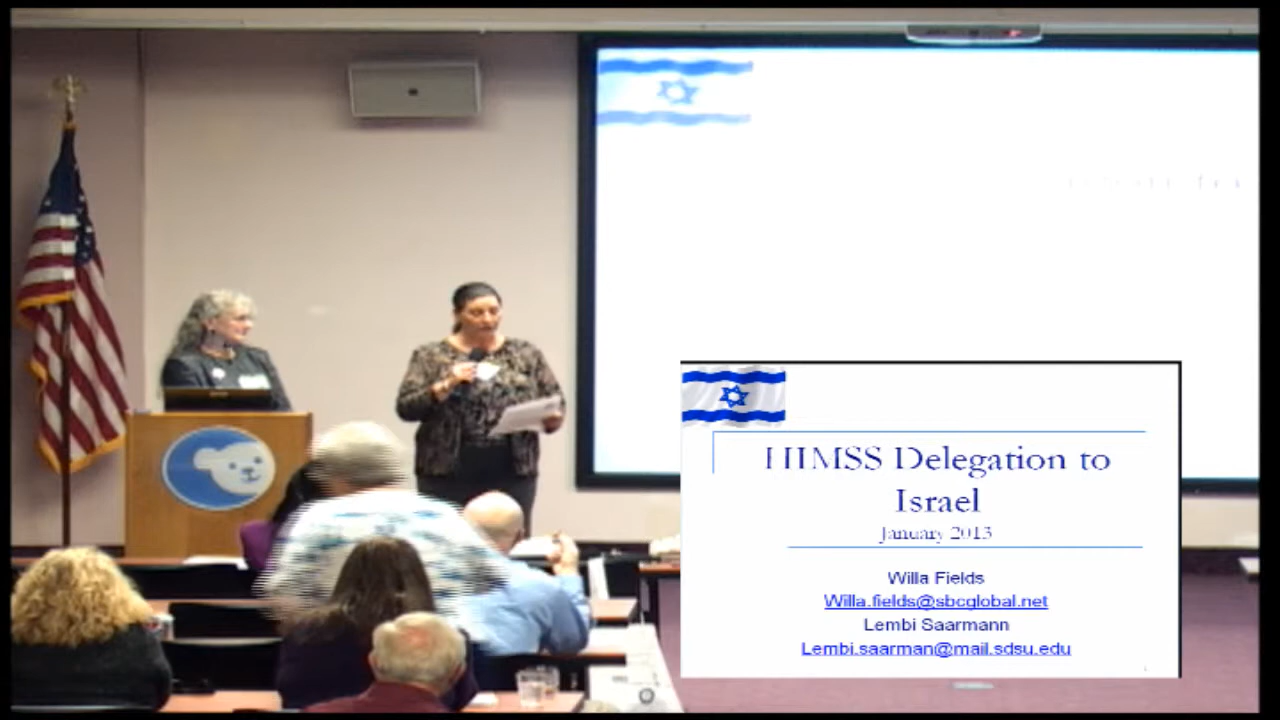 HIMSS Delegation to
Israel
January 2013
Willa Fields
Willa.fields@sbcglobal.net
Lembi Saarmann
Lembi.saarman@mail.sdsu.edu